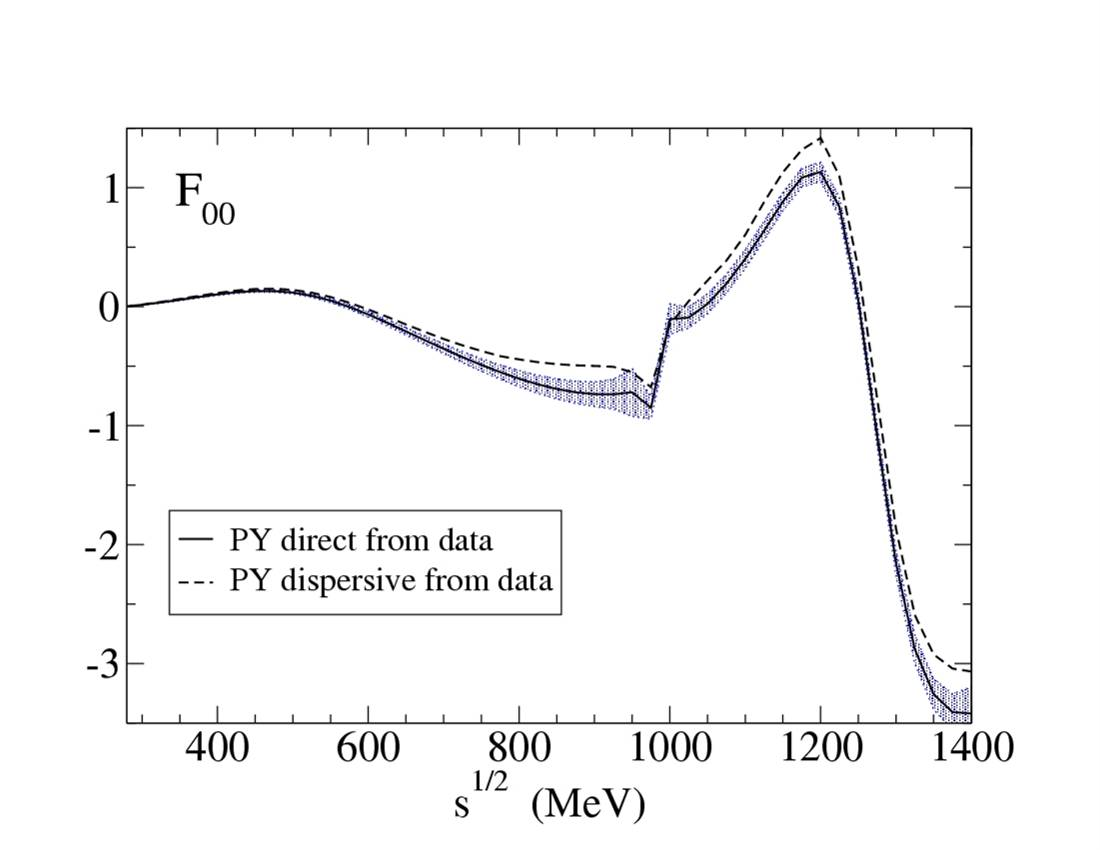 F00
1
0
-1
-2
-3
PY direct from data
PY dispersive from data
400 600 800 1000 1200 1400
s1/2 (MeV)